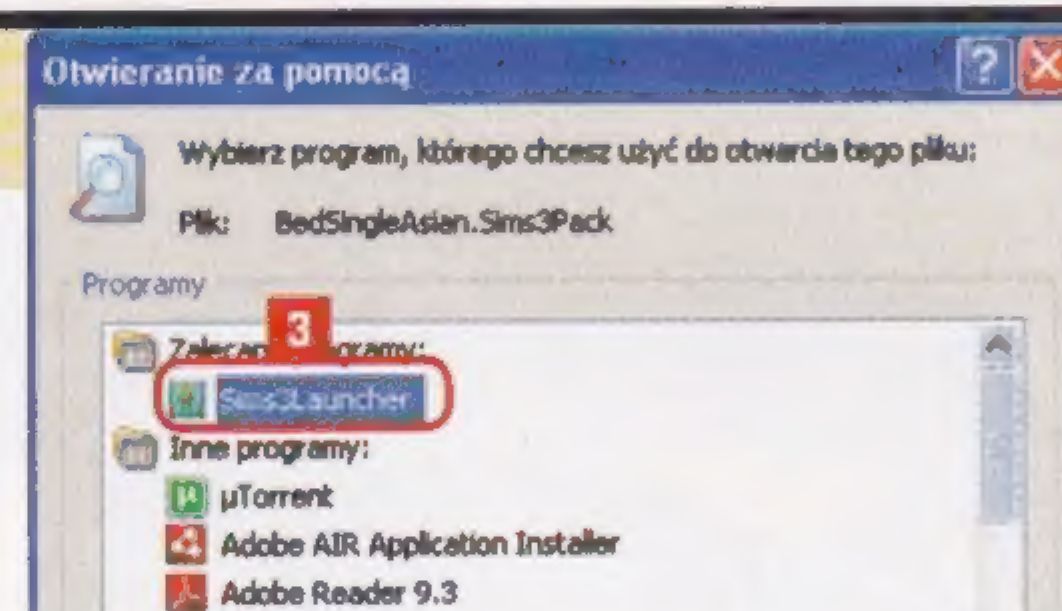 Otwieranie za pomocą
Wybierz program, którego chcesz użyć do otwarcia tego pliku:
Plik: BedSingleAsian.Sims3Pack
Programy
3
programy:
Sims3Launcher
Inne programy:
µTorrent
Adobe AIR Application Installer
Adobe Reader 9.3